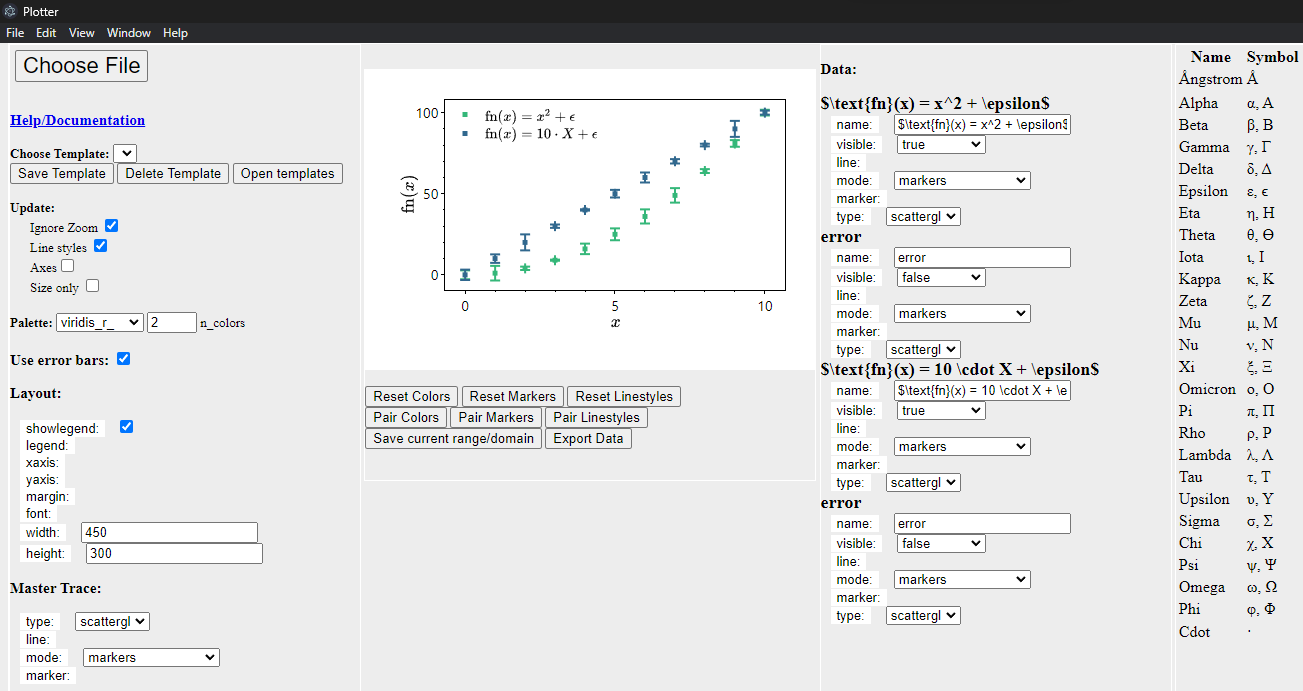 Plotter
File Edit View Window Help
Choose File
Help/Documentation
Choose Template:
Save Template Delete Template Open templates
Update:
Ignore Zoom
Line styles
Axes
Size only
Palette: viridis_r_ 2 n_colors
Use error bars:
Layout:
showlegend:
legend:
xaxis:
yaxis:
margin:
font:
width: 450
height: 300
Master Trace:
type: scattergl
line:
mode: markers
marker:
fn(x) = x² + ϵ
fn(x) = 10 · X + ϵ
100
50
0
fn(x)
0 5 10
x
Reset Colors Reset Markers Reset Linestyles
Pair Colors Pair Markers Pair Linestyles
Save current range/domain Export Data
Data:
$\text{fn}(x) = x^2 + \epsilon$
name: $\text{fn}(x) = x^2 + \epsilon$
visible: true
line:
mode: markers
marker:
type: scattergl
error
name: error
visible: false
line:
mode: markers
marker:
type: scattergl
$\text{fn}(x) = 10 \cdot X + \epsilon$
name: $\text{fn}(x) = 10 \cdot X + \e
visible: true
line:
mode: markers
marker:
type: scattergl
error
name: error
visible: false
line:
mode: markers
marker:
type: scattergl
Name Symbol
Ångstrom Å
Alpha α, Α
Beta β, Β
Gamma γ, Γ
Delta δ, Δ
Epsilon ε, ϵ
Eta η, Η
Theta θ, Θ
Iota ι, Ι
Kappa κ, Κ
Zeta ζ, Ζ
Mu μ, Μ
Nu ν, Ν
Xi ξ, Ξ
Omicron ο, Ο
Pi π, Π
Rho ρ, Ρ
Lambda λ, Λ
Tau τ, Τ
Upsilon υ, Υ
Sigma σ, Σ
Chi χ, Χ
Psi ψ, Ψ
Omega ω, Ω
Phi φ, Φ
Cdot ·